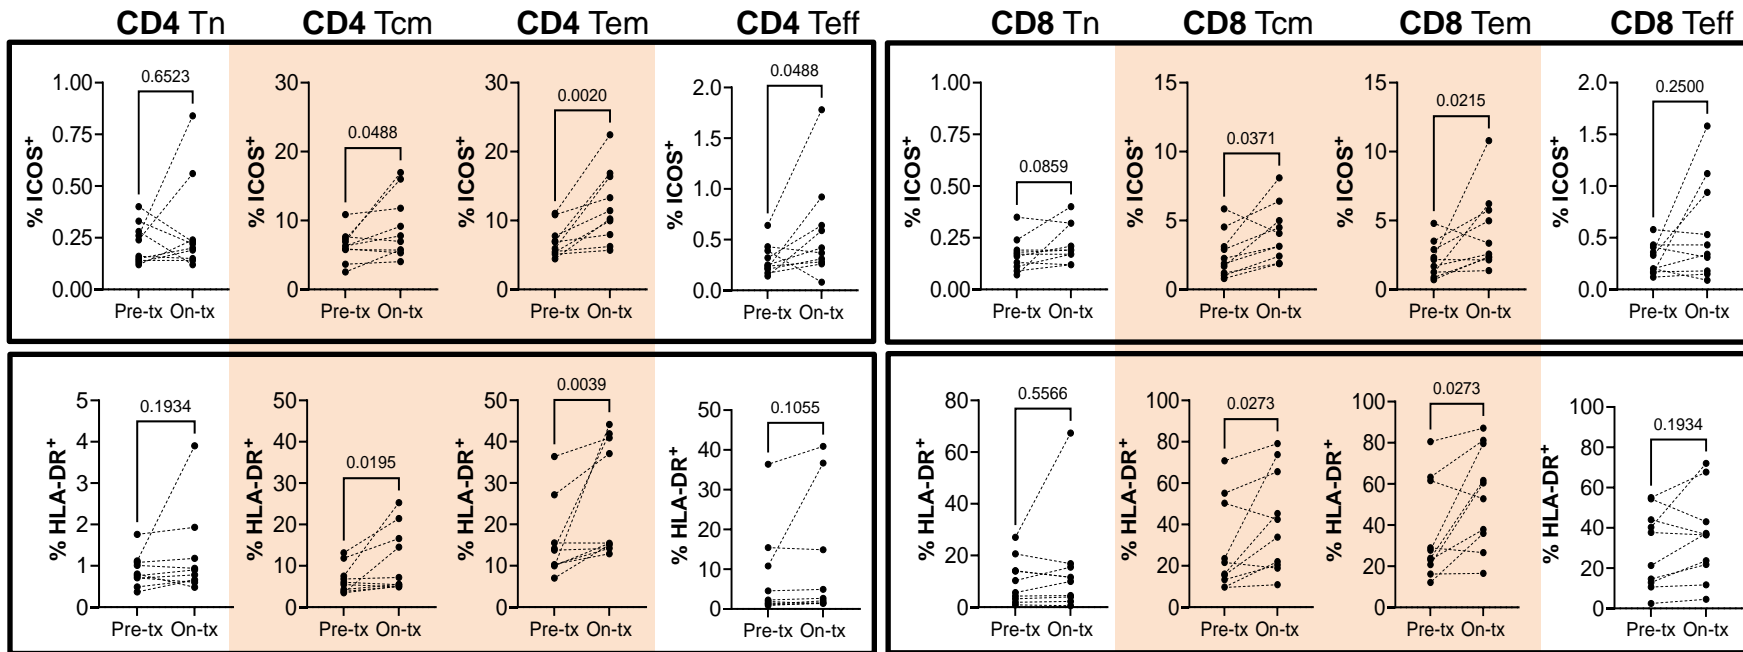 CD4 Tn
CD4 Tcm
CD4 Tem
CD4 Teff
CD8 Tn
CD8 Tcm
CD8 Tem
CD8 Teff
% ICOS+
1.00
0.75
0.50
0.25
0.00
0.6523
Pre-tx On-tx
% ICOS+
30
20
10
0
0.0488
Pre-tx On-tx
% ICOS+
30
20
10
0
0.0020
Pre-tx On-tx
% ICOS+
2.0
1.5
1.0
0.5
0.0
0.0488
Pre-tx On-tx
% ICOS+
1.00
0.75
0.50
0.25
0.00
0.0859
Pre-tx On-tx
% ICOS+
15
10
5
0
0.0371
Pre-tx On-tx
% ICOS+
15
10
5
0
0.0215
Pre-tx On-tx
% ICOS+
2.0
1.5
1.0
0.5
0.0
0.2500
Pre-tx On-tx
% HLA-DR+
5
4
3
2
1
0
0.1934
Pre-tx On-tx
% HLA-DR+
50
40
30
20
10
0
0.0195
Pre-tx On-tx
% HLA-DR+
50
40
30
20
10
0
0.0039
Pre-tx On-tx
% HLA-DR+
50
40
30
20
10
0
0.1055
Pre-tx On-tx
% HLA-DR+
80
60
40
20
0
0.5566
Pre-tx On-tx
% HLA-DR+
100
80
60
40
20
0
0.0273
Pre-tx On-tx
% HLA-DR+
100
80
60
40
20
0
0.0273
Pre-tx On-tx
% HLA-DR+
100
80
60
40
20
0
0.1934
Pre-tx On-tx